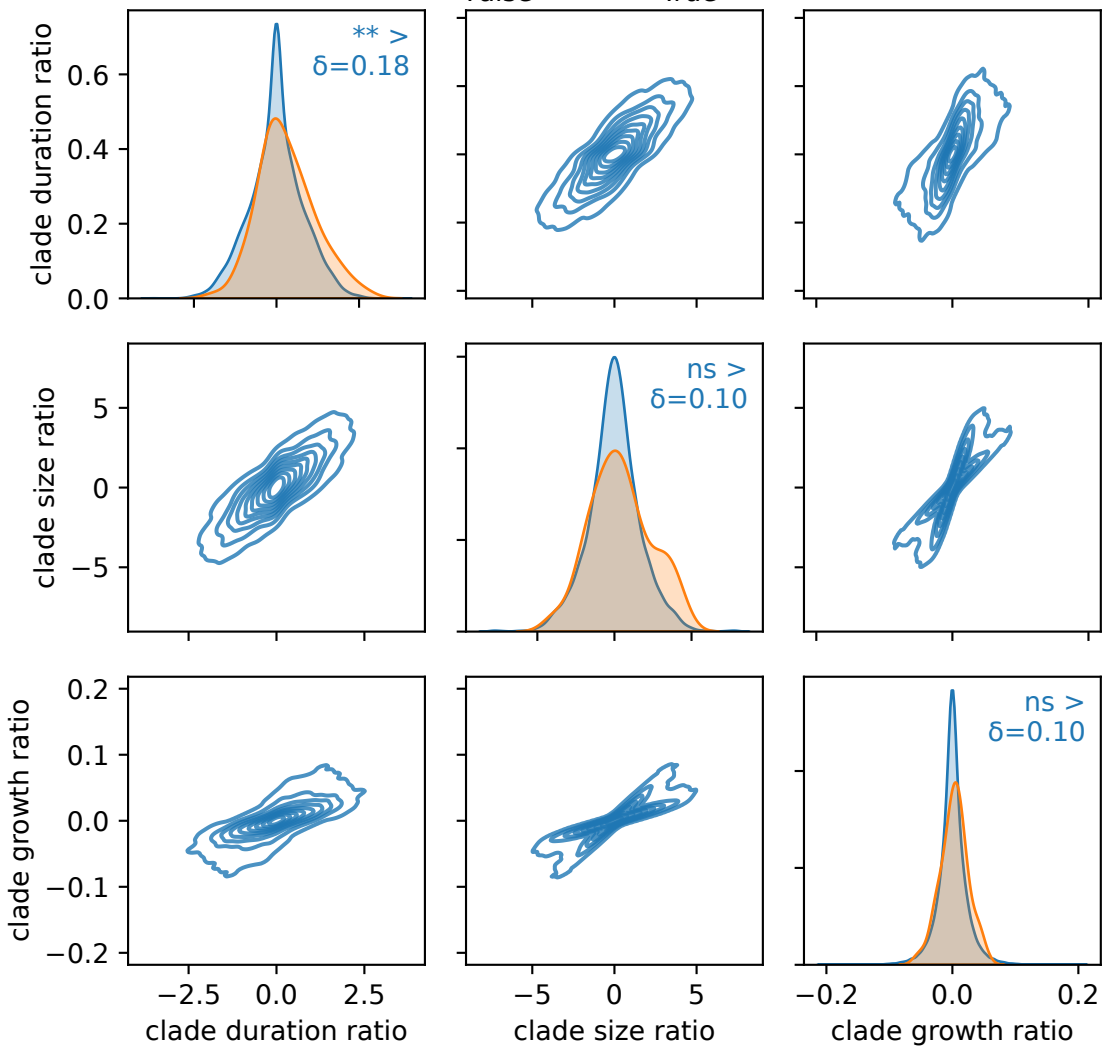 ** >
δ=0.18
clade duration ratio
0.6
0.4
0.2
0.0
ns >
δ=0.10
clade size ratio
5
0
−5
ns >
δ=0.10
clade growth ratio
0.2
0.1
0.0
−0.1
−0.2
−2.5 0.0 2.5
−5 0 5
−0.2 0.0 0.2
clade duration ratio
clade size ratio
clade growth ratio